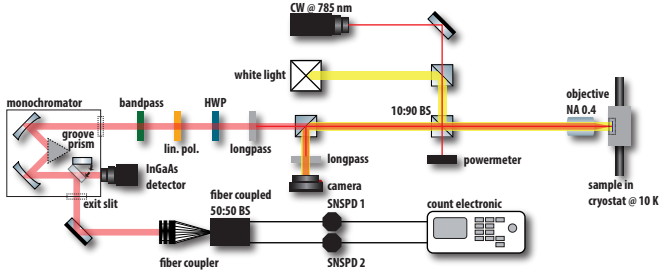 CW @ 785 nm
white light
10:90 BS
objective
NA 0.4
monochromator
bandpass
HWP
groove
prism
lin. pol.
longpass
longpass
powermeter
InGaAs
detector
camera
sample in
cryostat @ 10 K
exit slit
fiber coupled
50:50 BS
SNSPD 1
count electronic
fiber coupler
SNSPD 2